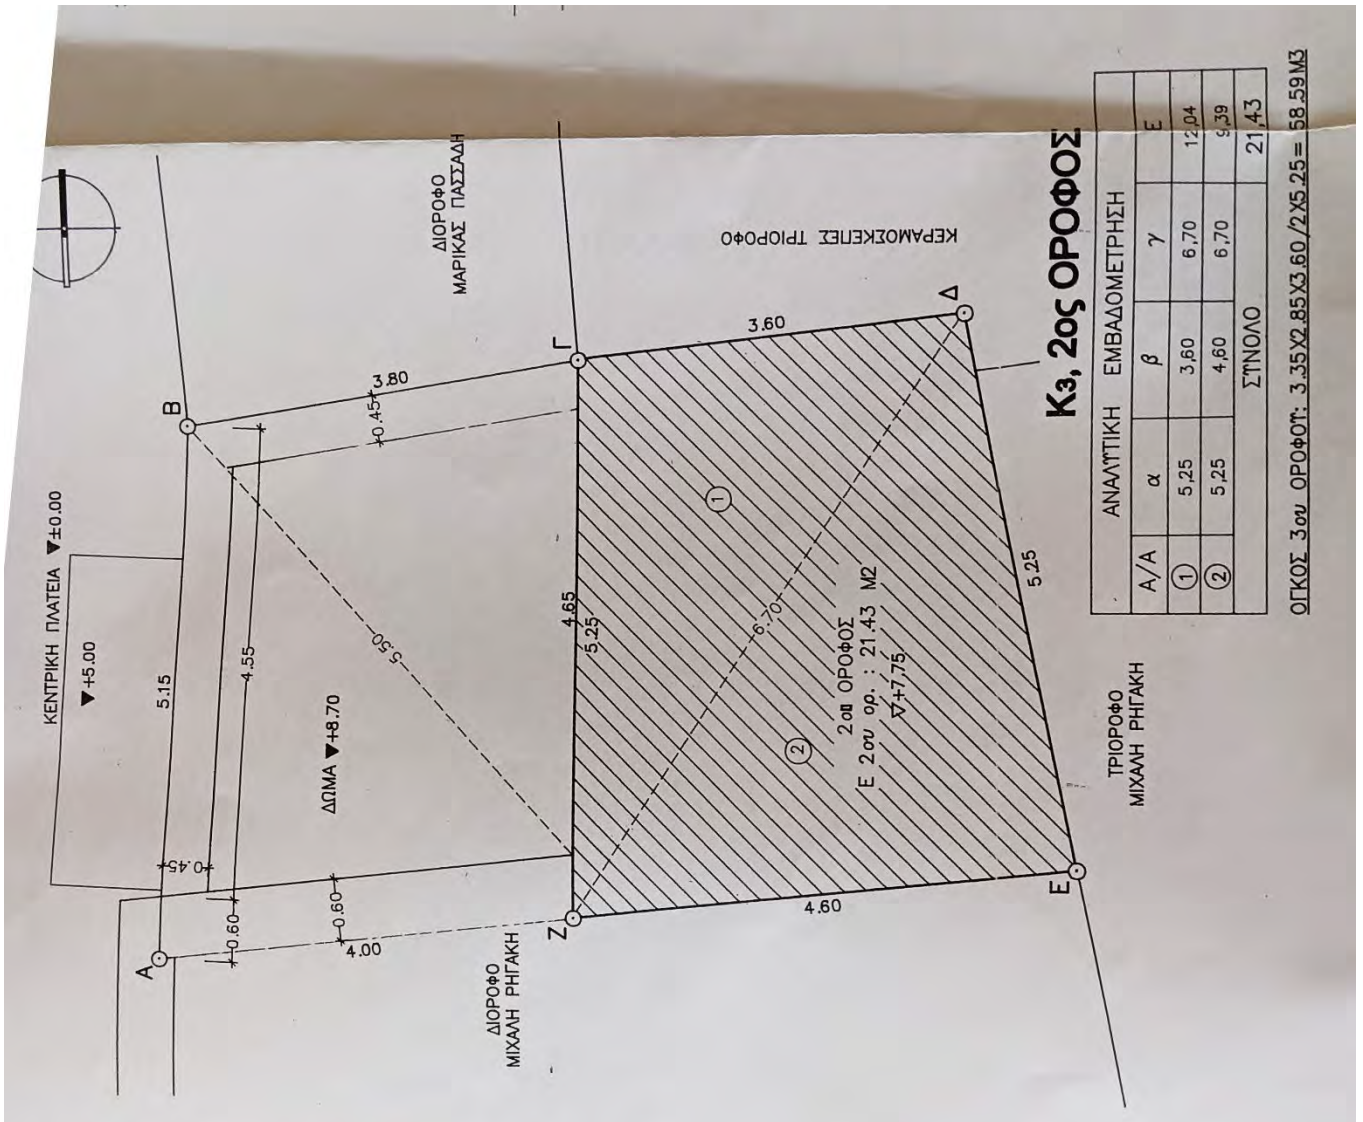 ΚΕΝΤΡΙΚΗ ΠΛΑΤΕΙΑ ▼±0.00
▼+5.00
Α
Β
5.15
0.45
4.55
0.60
0.60
4.00
ΔΩΜΑ ▼+8.70
5.50
3.80
0.45
ΔΙΟΡΟΦΟ
ΜΑΡΙΚΑΣ ΠΑΣΣΑΔΗ
ΔΙΟΡΟΦΟ
ΜΙΧΑΛΗ ΡΗΓΑΚΗ
Ζ
Γ
4.65
5.25
3.60
ΚΕΡΑΜΟΣΚΕΠΕΣ ΤΡΙΟΡΟΦΟ
Δ
①
②
6.70
2οσ ΟΡΟΦΟΣ
Ε 2ου ορ. : 21.43 Μ2
▽+7.75
4.60
5.25
Ε
ΤΡΙΟΡΟΦΟ
ΜΙΧΑΛΗ ΡΗΓΑΚΗ
Κ3, 2ος ΟΡΟΦΟΣ
ΑΝΑΛΥΤΙΚΗ ΕΜΒΑΔΟΜΕΤΡΗΣΗ
Α/Α α β γ Ε
① 5,25 3,60 6,70 12,04
② 5,25 4,60 6,70 9,39
ΣΥΝΟΛΟ 21,43
ΟΓΚΟΣ 3ου ΟΡΟΦΟΥ: 3.35Χ2.85Χ3.60/2Χ5.25= 58.59Μ3